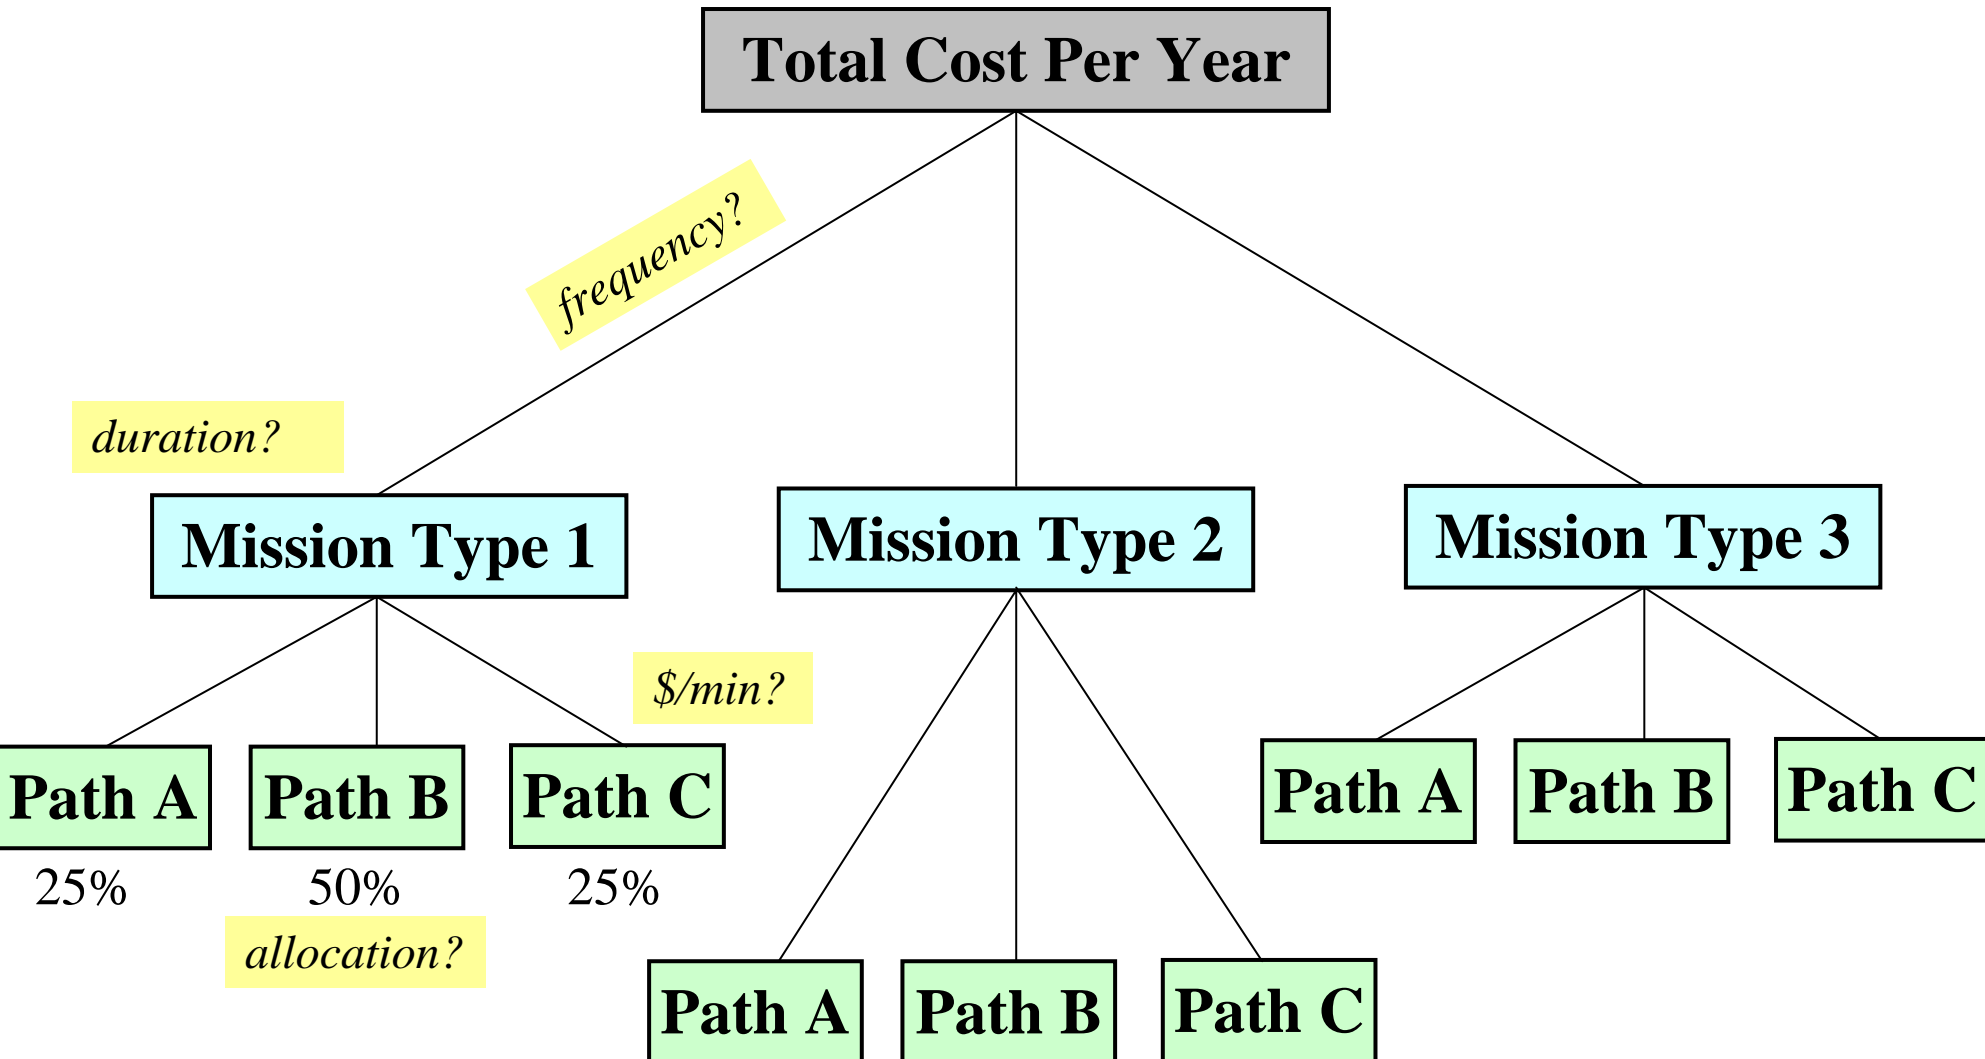 Total Cost Per Year
frequency?
duration?
Mission Type 1
Mission Type 2
Mission Type 3
$/min?
Path A
Path B
Path C
Path A
Path B
Path C
25%
50%
25%
allocation?
Path A
Path B
Path C